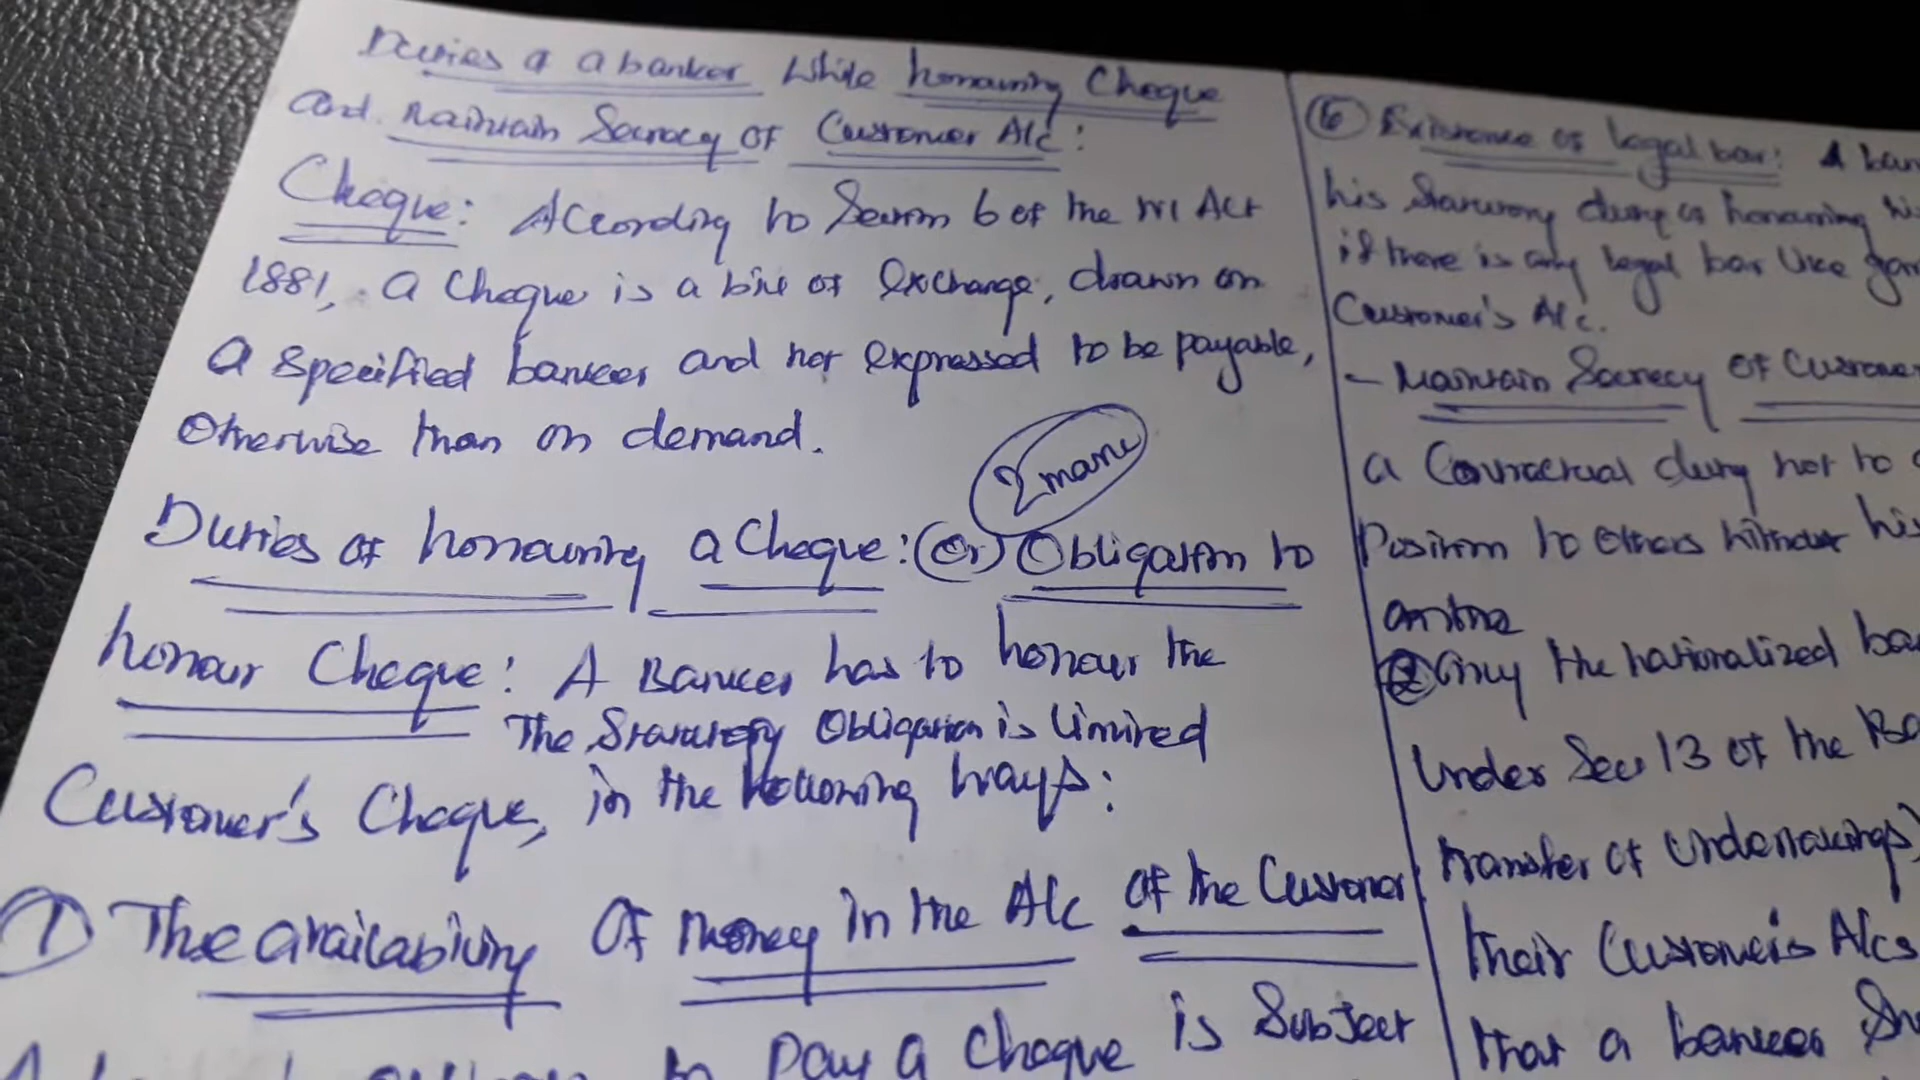 Duties of a banker while honouring Cheque
and Maintain Secrecy of Customer A/c:
Cheque: According to Section 6 of the NI Act
1881, a Cheque is a bill of exchange, drawn on
a specified banker and not expressed to be payable,
Otherwise than on demand.
2 mark
Duties of honouring a Cheque: (Or) Obligation to
honour Cheque: A Banker has to honour the
The Statutory Obligation is limited
Customer's Cheque, in the following ways:
① The availability of money in the A/c of the Customer
to pay a Cheque is Subject
⑥ Existence of legal bar: A
his Statutory duty of honouring
if there is any legal bar like
Customer's A/c.
- Maintain Secrecy of
a Contractual duty not to
Position to others without his
② the nationalized
Under Sec 13 of the
transfer of Undertakings)
their Customer's A/cs
that a banker